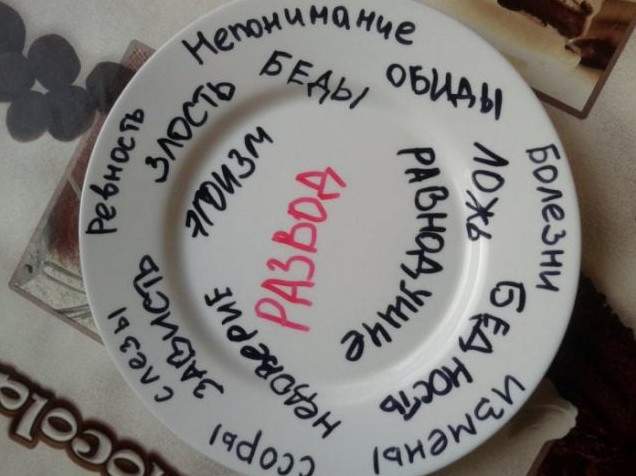 Непонимание
БЕДЫ
ОБИДЫ
Ревность
ЗЛОСТЬ
ЭГОИЗМ
РАЗВОД
РАВНОДУШИЕ
ЛОЖЬ
Болезни
БЕДНОСТЬ
ИЗМЕНЫ
НЕДОВЕРИЕ
ЗАВИСТЬ
Слезы
Ссоры